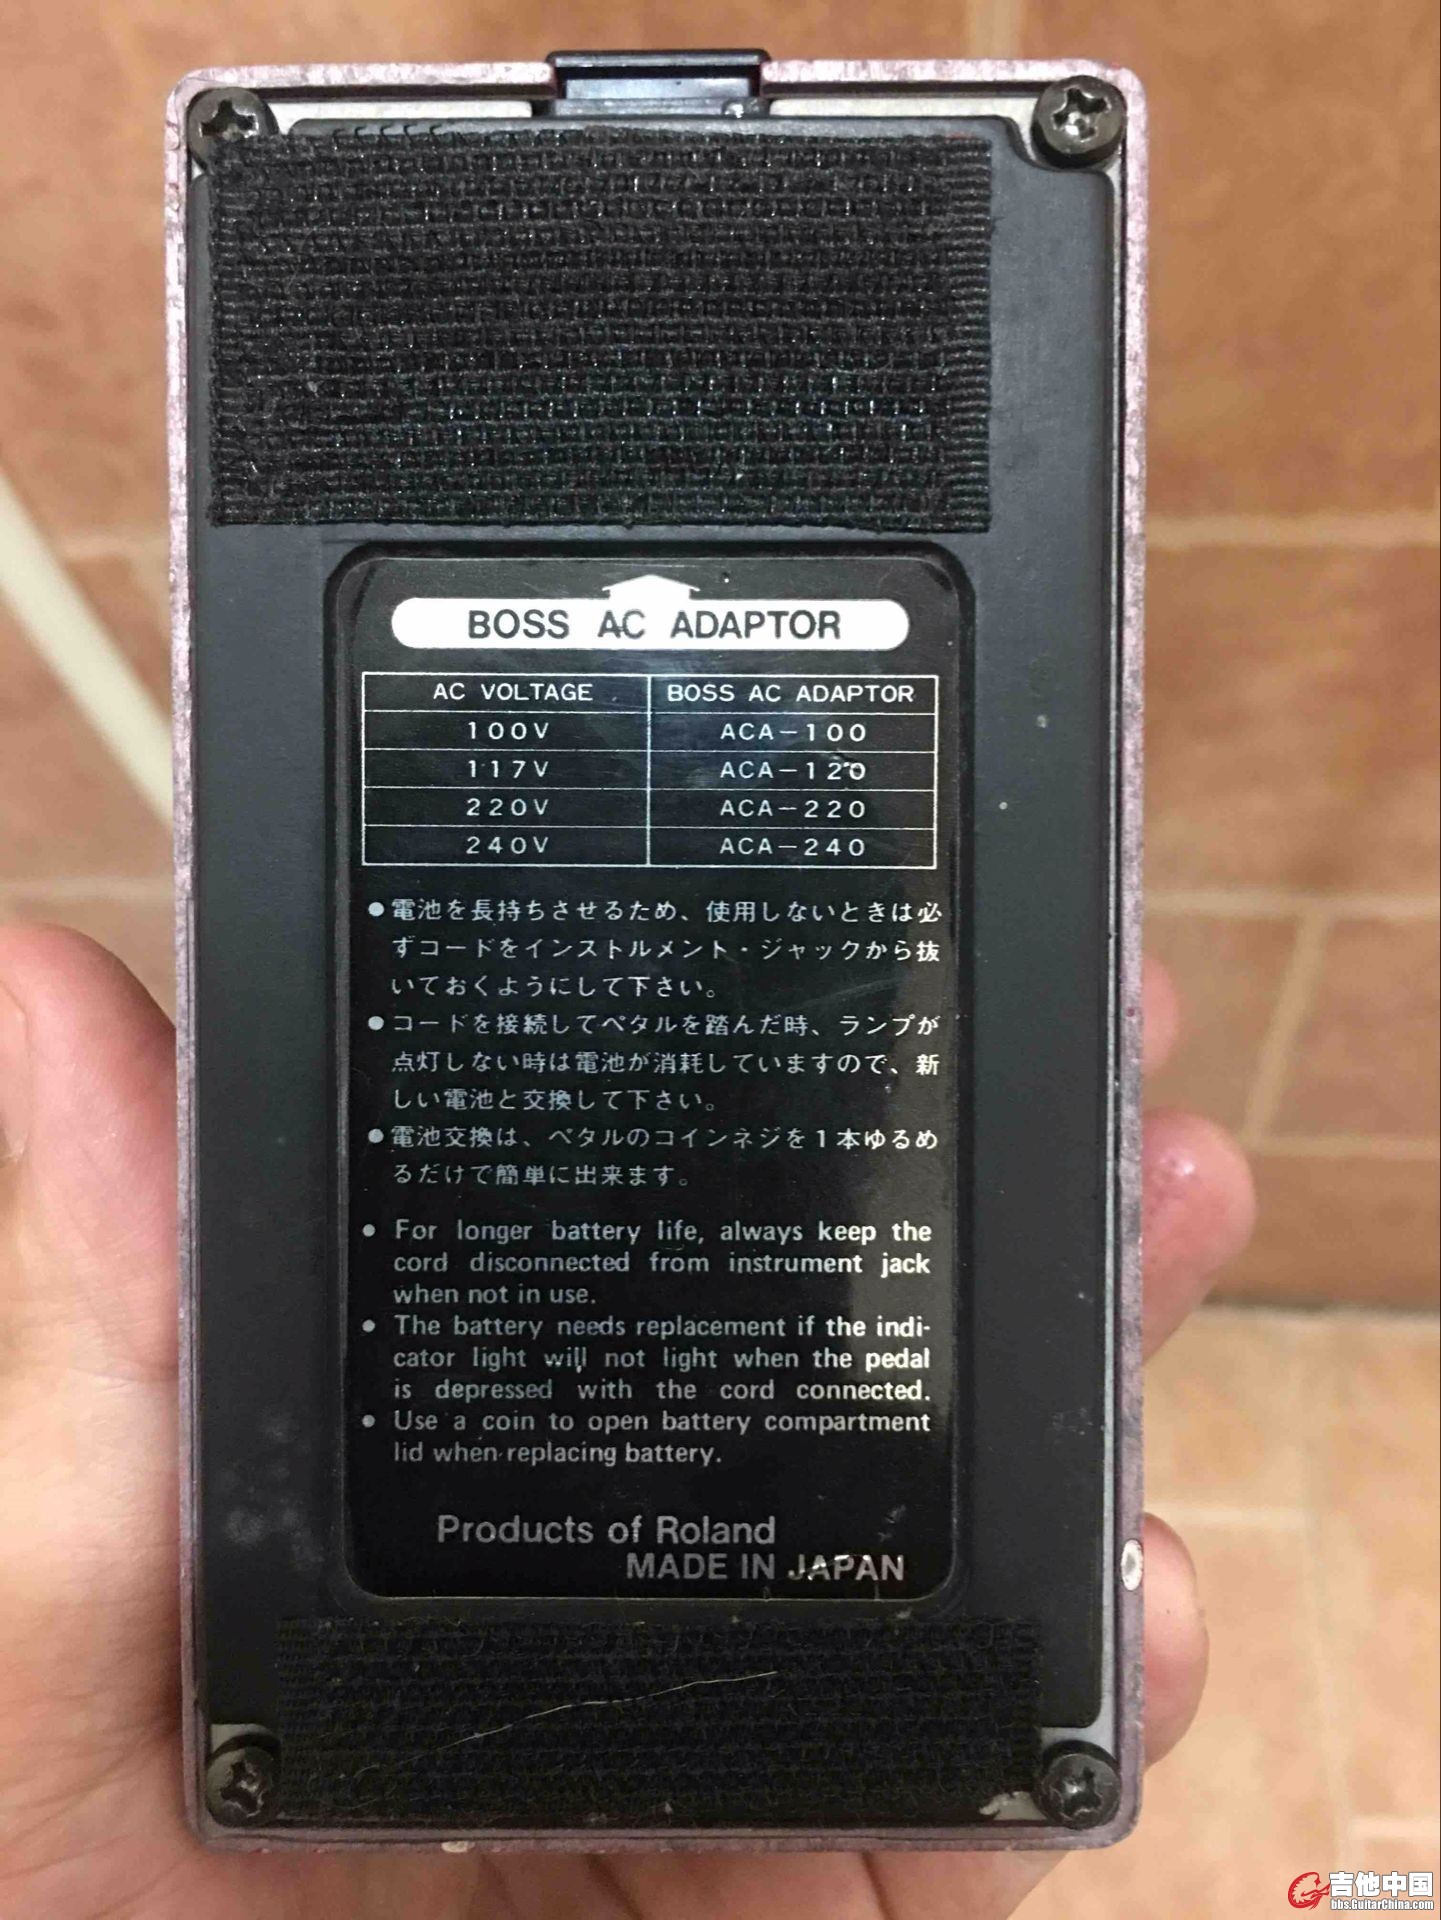 BOSS AC ADAPTOR
AC VOLTAGE BOSS AC ADAPTOR
100V ACA-100
117V ACA-120
220V ACA-220
240V ACA-240
●電池を長持ちさせるため、使用しないときは必
ずコードをインストルメント・ジャックから抜
いておくようにして下さい。
●コードを接続してペタルを踏んだ時、ランプが
点灯しない時は電池が消耗していますので、新
しい電池と交換して下さい。
●電池交換は、ペタルのコインネジを1本ゆるめ
るだけで簡単に出来ます。
● For longer battery life, always keep the
cord disconnected from instrument jack
when not in use.
● The battery needs replacement if the indi-
cator light will not light when the pedal
is depressed with the cord connected.
● Use a coin to open battery compartment
lid when replacing battery.
Products of Roland
MADE IN JAPAN
吉他中国
bbs.GuitarChina.com